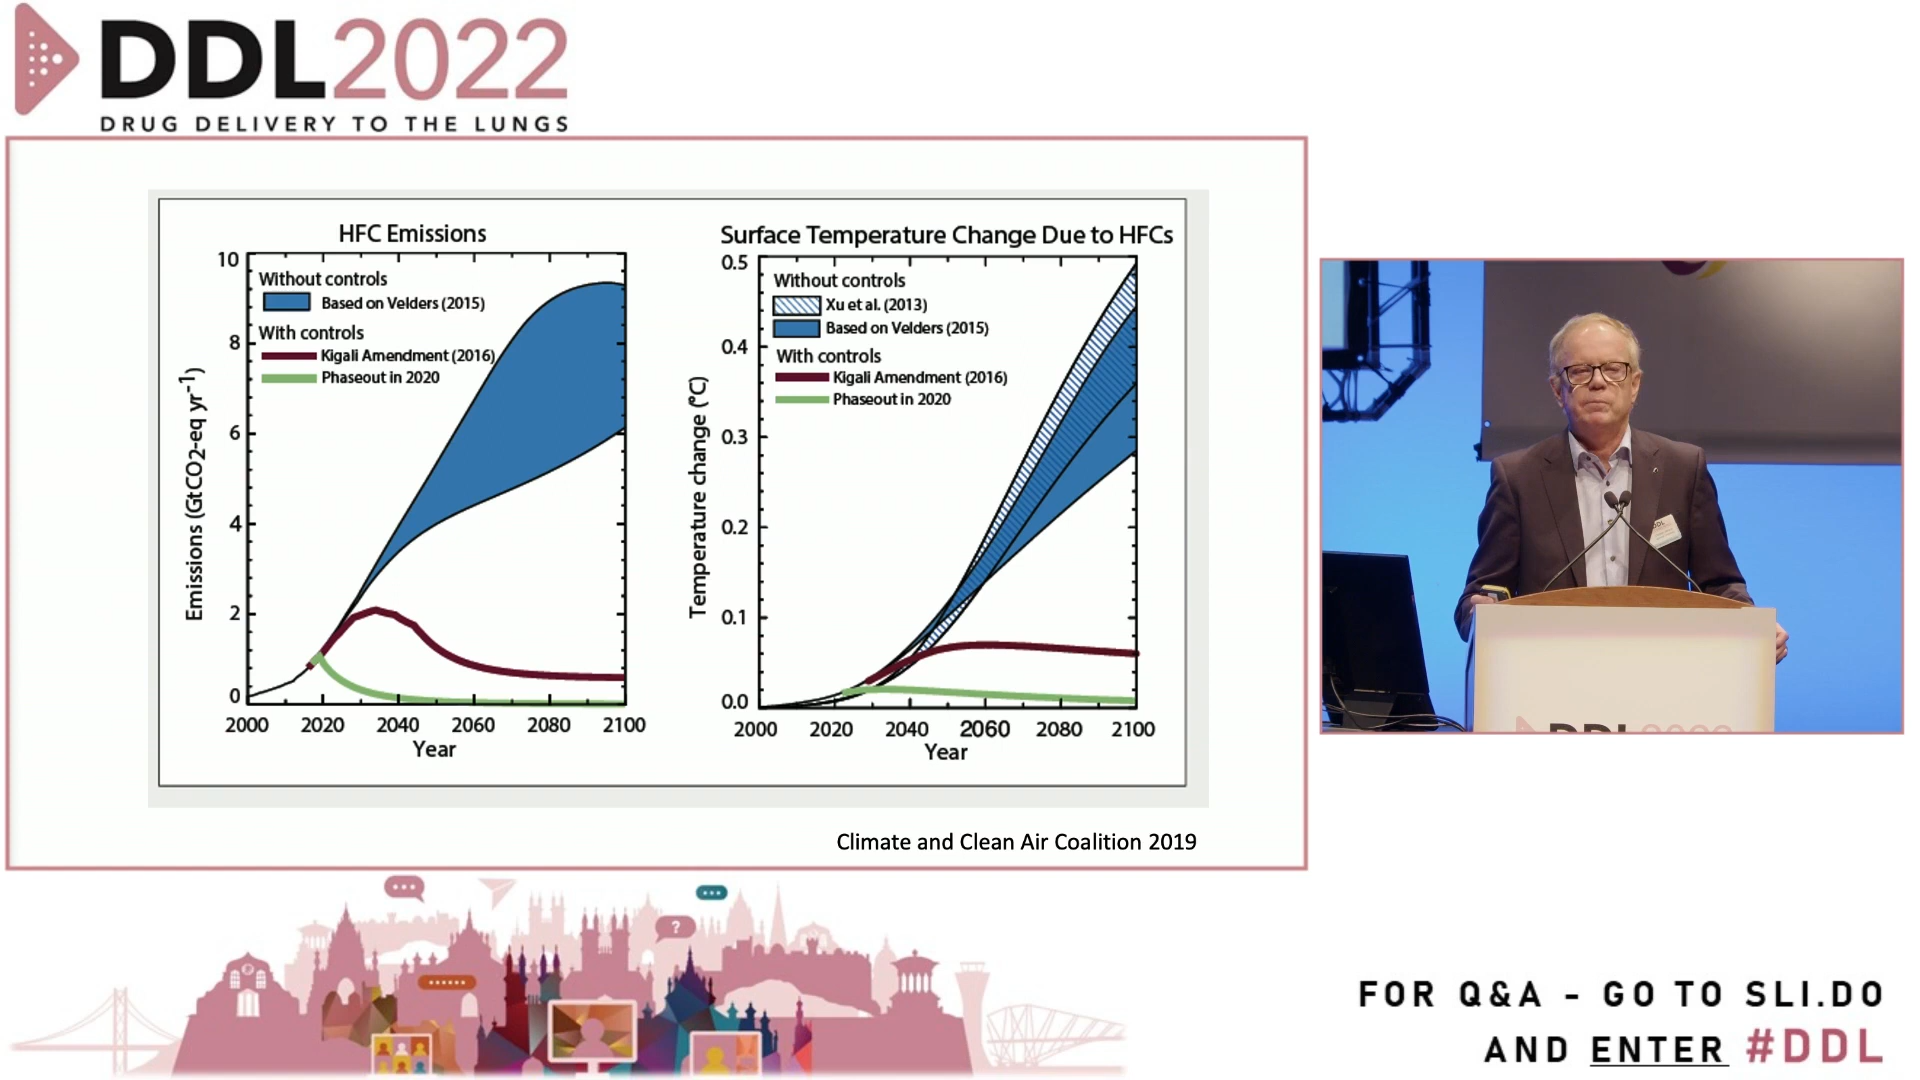 DDL2022
DRUG DELIVERY TO THE LUNGS
HFC Emissions
10
8
6
4
2
0
Emissions (GtCO2-eq yr-1)
Without controls
Based on Velders (2015)
With controls
Kigali Amendment (2016)
Phaseout in 2020
2000 2020 2040 2060 2080 2100
Year
Surface Temperature Change Due to HFCs
0.5
0.4
0.3
0.2
0.1
0.0
Temperature change (°C)
Without controls
Xu et al. (2013)
Based on Velders (2015)
With controls
Kigali Amendment (2016)
Phaseout in 2020
2000 2020 2040 2060 2080 2100
Year
Climate and Clean Air Coalition 2019
DDL
DDL2022
?
FOR Q&A - GO TO SLI.DO
AND ENTER #DDL